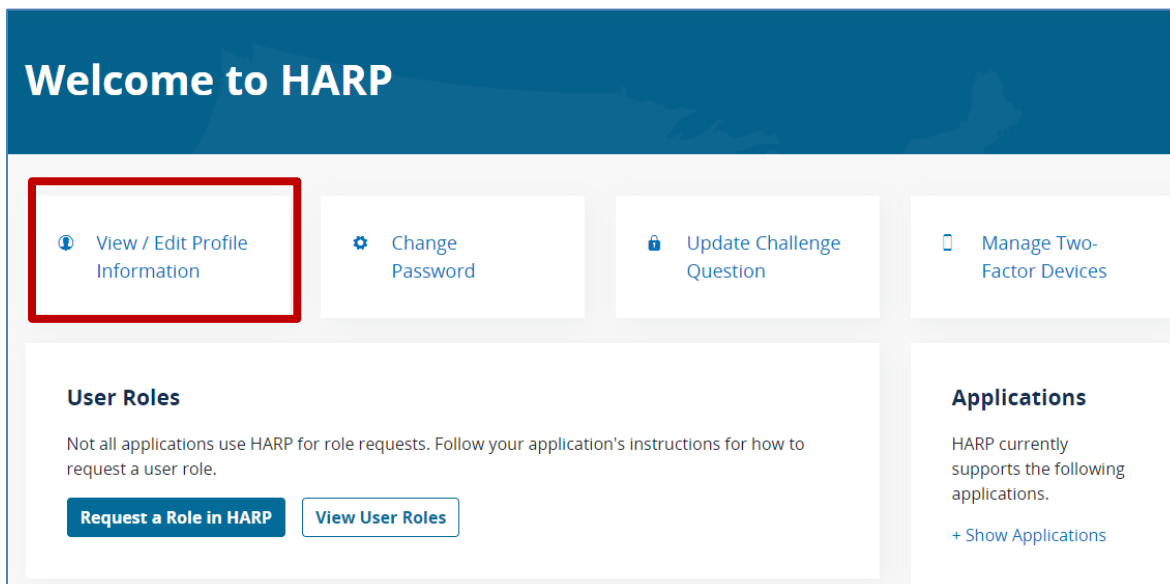 Welcome to HARP
View / Edit Profile
Information
Change
Password
Update Challenge
Question
Manage Two-
Factor Devices
User Roles
Not all applications use HARP for role requests. Follow your application's instructions for how to
request a user role.
Request a Role in HARP
View User Roles
Applications
HARP currently
supports the following
applications.
+ Show Applications